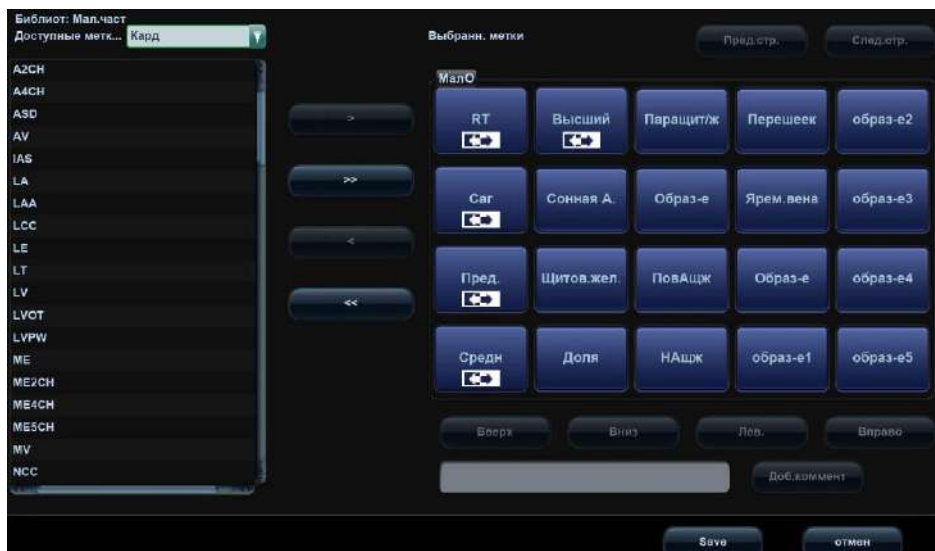 Библиот: Мал.част
Доступные метк... Кард
Выбранн. метки
Пред.стр.
След.стр.
A2CH
A4CH
ASD
AV
IAS
LA
LAA
LCC
LE
LT
LV
LVOT
LVPW
ME
ME2CH
ME4CH
ME5CH
MV
NCC
>
>>
<
<<
МалО
RT Высший Паращит/ж Перешеек образ-е2
Саг Сонная А. Образ-е Ярем.вена образ-е3
Пред. Щитов.жел. ПовАщж Образ-е образ-е4
Средн Доля НАщж образ-е1 образ-е5
Вверх Вниз Лев. Вправо
Доб.коммент
Save отмен